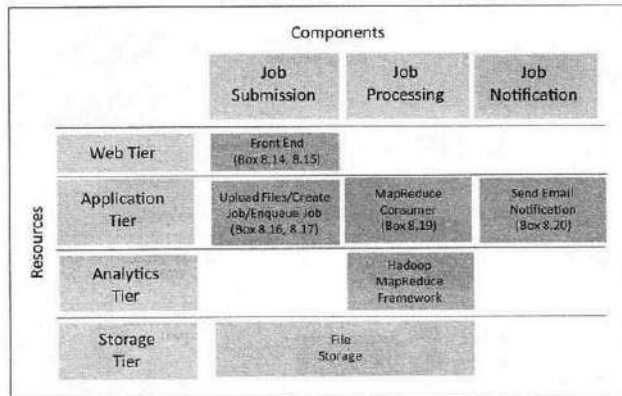 Components
Job
Submission
Job
Processing
Job
Notification
Resources
Web Tier
Front End
(Box 8.14, 8.15)
Application
Tier
Upload Files/Create
Job/Enqueue Job
(Box 8.16, 8.17)
MapReduce
Consumer
(Box 8.19)
Send Email
Notification
(Box 8.20)
Analytics
Tier
Hadoop
MapReduce
Framework
Storage
Tier
File
Storage